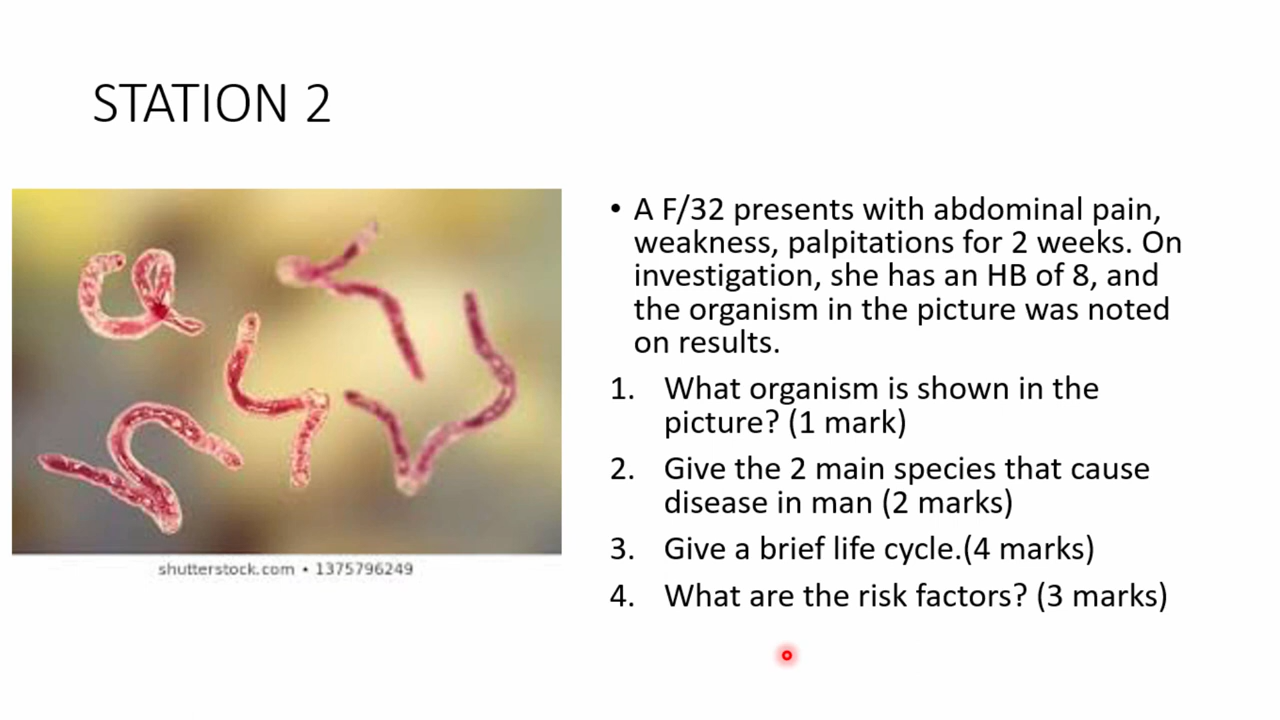 STATION 2
• A F/32 presents with abdominal pain,
weakness, palpitations for 2 weeks. On
investigation, she has an HB of 8, and
the organism in the picture was noted
on results.
1. What organism is shown in the
picture? (1 mark)
2. Give the 2 main species that cause
disease in man (2 marks)
3. Give a brief life cycle.(4 marks)
4. What are the risk factors? (3 marks)
shutterstock.com • 1375796249